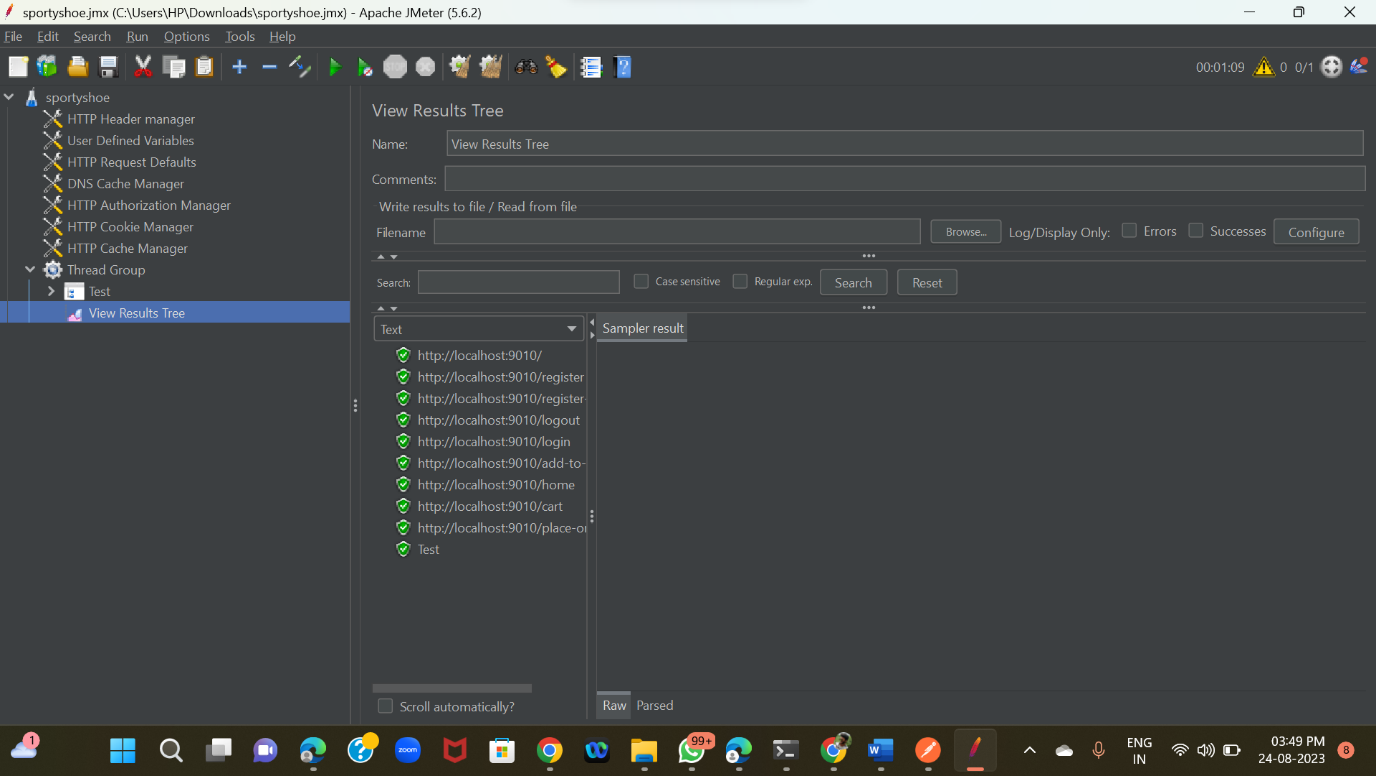 sportyshoe.jmx (C:\Users\HP\Downloads\sportyshoe.jmx) - Apache JMeter (5.6.2)
File Edit Search Run Options Tools Help
00:01:09 0 0/1
sportyshoe
HTTP Header manager
User Defined Variables
HTTP Request Defaults
DNS Cache Manager
HTTP Authorization Manager
HTTP Cookie Manager
HTTP Cache Manager
Thread Group
Test
View Results Tree
View Results Tree
Name: View Results Tree
Comments:
Write results to file / Read from file
Filename Browse... Log/Display Only: Errors Successes Configure
Search: Case sensitive Regular exp. Search Reset
Text
http://localhost:9010/
http://localhost:9010/register
http://localhost:9010/register-
http://localhost:9010/logout
http://localhost:9010/login
http://localhost:9010/add-to-
http://localhost:9010/home
http://localhost:9010/cart
http://localhost:9010/place-o
Test
Scroll automatically?
Sampler result
Raw Parsed
1
zoom
99+
ENG
IN
03:49 PM
24-08-2023
8